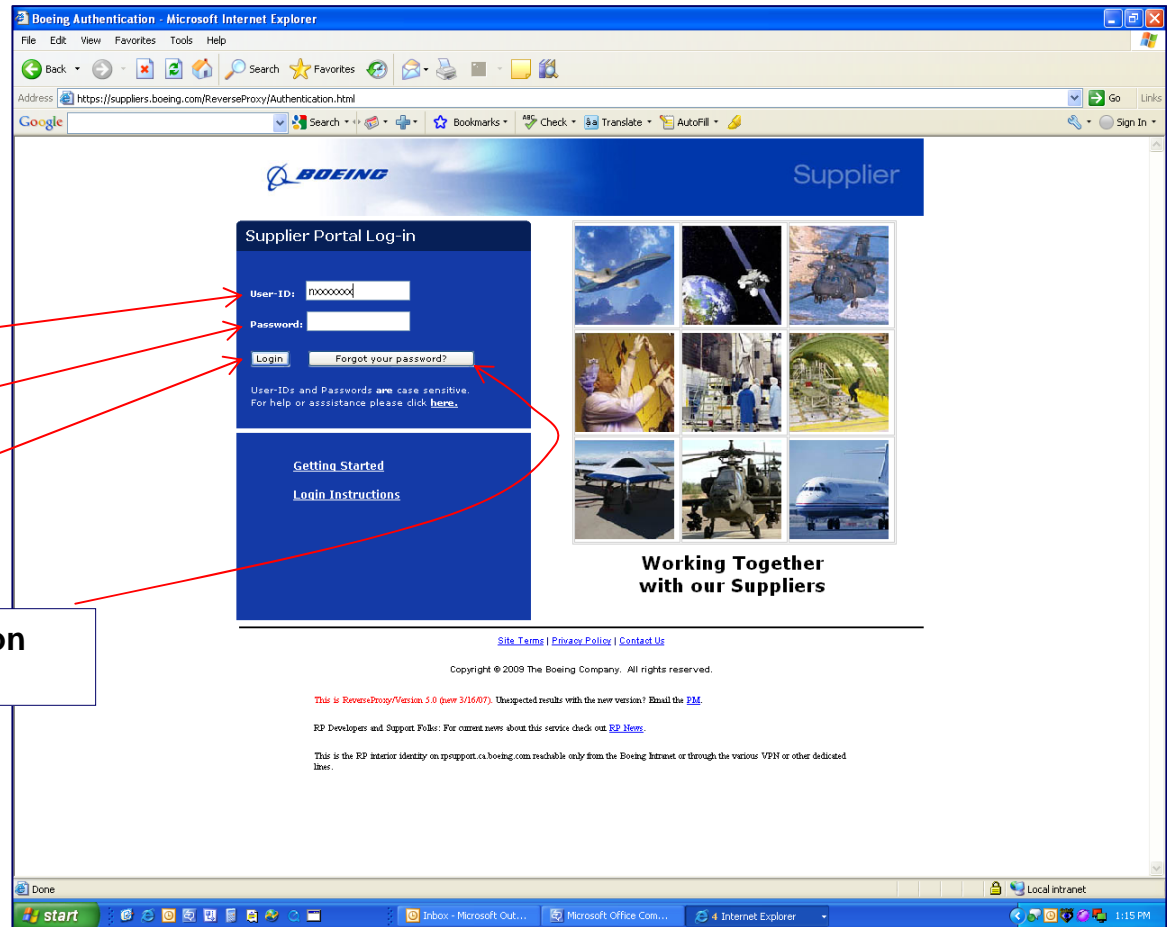 Boeing Authentication - Microsoft Internet Explorer
File Edit View Favorites Tools Help
Back Search Favorites
Address https://suppliers.boeing.com/ReverseProxy/Authentication.html Go Links
Google Search Bookmarks ABC Check Translate AutoFill Sign In
BOEING Supplier
Supplier Portal Log-in
User-ID: nxxxxxxx
Password:
Login Forgot your password?
User-IDs and Passwords are case sensitive.
For help or asssistance please click here.
Getting Started
Login Instructions
Working Together
with our Suppliers
on
Site Terms | Privacy Policy | Contact Us
Copyright © 2009 The Boeing Company. All rights reserved.
This is ReverseProxy/Version 5.0 (new 3/16/07). Unexpected results with the new version? Email the PM.
RP Developers and Support Folks: For current news about this service check out RP News.
This is the RP interior identity on rpsupport.ca.boeing.com reachable only from the Boeing Intranet or through the various VPN or other dedicated
lines.
Done Local intranet
start Inbox - Microsoft Out... Microsoft Office Com... 4 Internet Explorer 1:15 PM